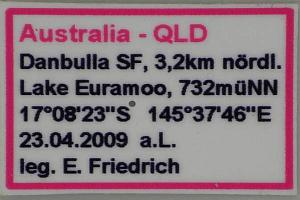 Australia - QLD
Danbulla SF, 3,2km nördl.
Lake Euramoo, 732müNN
17°08'23"S 145°37'46"E
23.04.2009 a.L.
leg. E. Friedrich